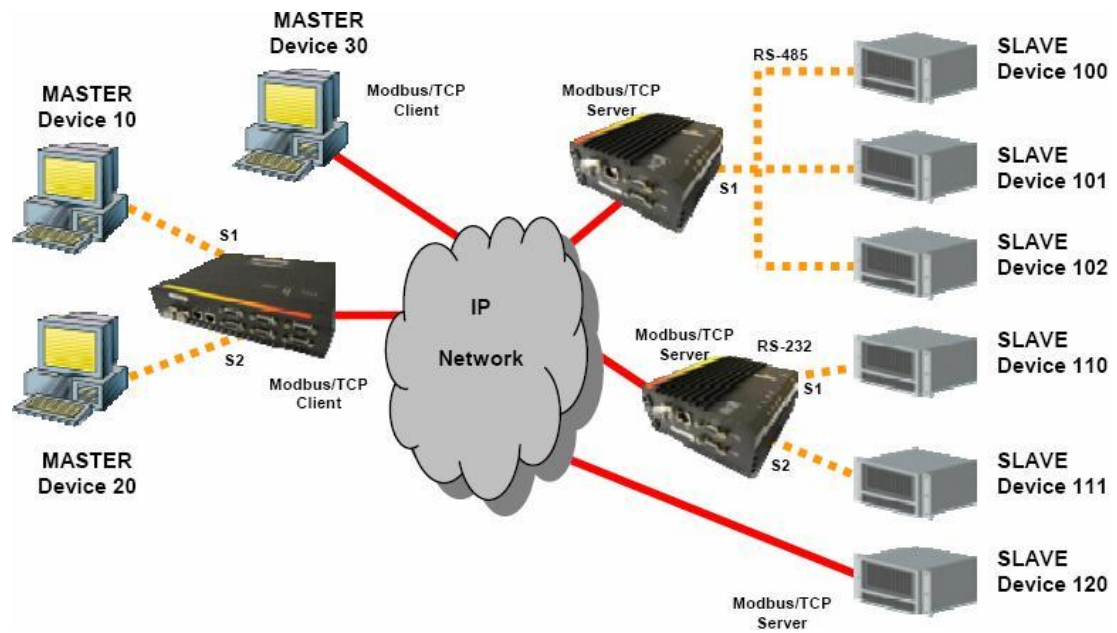 MASTER
Device 30
MASTER
Device 10
Modbus/TCP
Client
Modbus/TCP
Server
RS-485
SLAVE
Device 100
S1
SLAVE
Device 101
S1
SLAVE
Device 102
IP
Network
S2
Modbus/TCP
Client
Modbus/TCP
Server
RS-232
S1
SLAVE
Device 110
MASTER
Device 20
S2
SLAVE
Device 111
SLAVE
Device 120
Modbus/TCP
Server